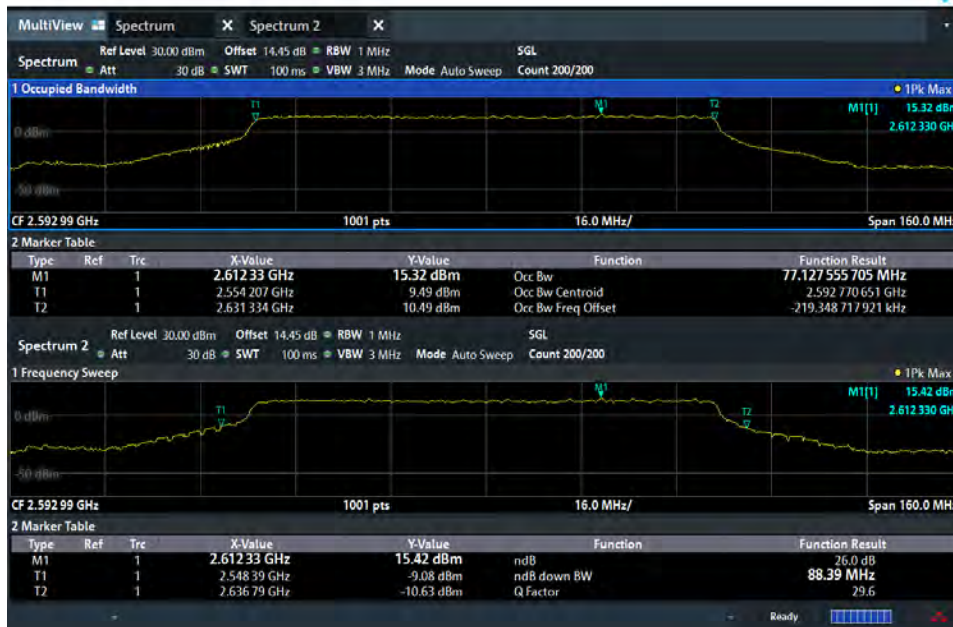 MultiView Spectrum X Spectrum 2 X
Ref Level 30.00 dBm Offset 14.45 dB RBW 1 MHz SGL
Spectrum Att 30 dB SWT 100 ms VBW 3 MHz Mode Auto Sweep Count 200/200
1 Occupied Bandwidth 1Pk Max
T1 M1 T2 M1[1] 15.32 dBm
0 dBm 2.612 330 GH
-50 dBm
CF 2.592 99 GHz 1001 pts 16.0 MHz/ Span 160.0 MH
2 Marker Table
Type Ref Trc X-Value Y-Value Function Function Result
M1 1 2.612 33 GHz 15.32 dBm Occ Bw 77.127 555 705 MHz
T1 1 2.554 207 GHz 9.49 dBm Occ Bw Centroid 2.592 770 651 GHz
T2 1 2.631 334 GHz 10.49 dBm Occ Bw Freq Offset -219.348 717 921 kHz
Ref Level 30.00 dBm Offset 14.45 dB RBW 1 MHz SGL
Spectrum 2 Att 30 dB SWT 100 ms VBW 3 MHz Mode Auto Sweep Count 200/200
1 Frequency Sweep 1Pk Max
M1 M1[1] 15.42 dBm
T1 T2 2.612 330 GH
0 dBm
-50 dBm
CF 2.592 99 GHz 1001 pts 16.0 MHz/ Span 160.0 MH
2 Marker Table
Type Ref Trc X-Value Y-Value Function Function Result
M1 1 2.612 33 GHz 15.42 dBm ndB 26.0 dB
T1 1 2.548 39 GHz -9.08 dBm ndB down BW 88.39 MHz
T2 1 2.636 79 GHz -10.63 dBm Q Factor 29.6
Ready